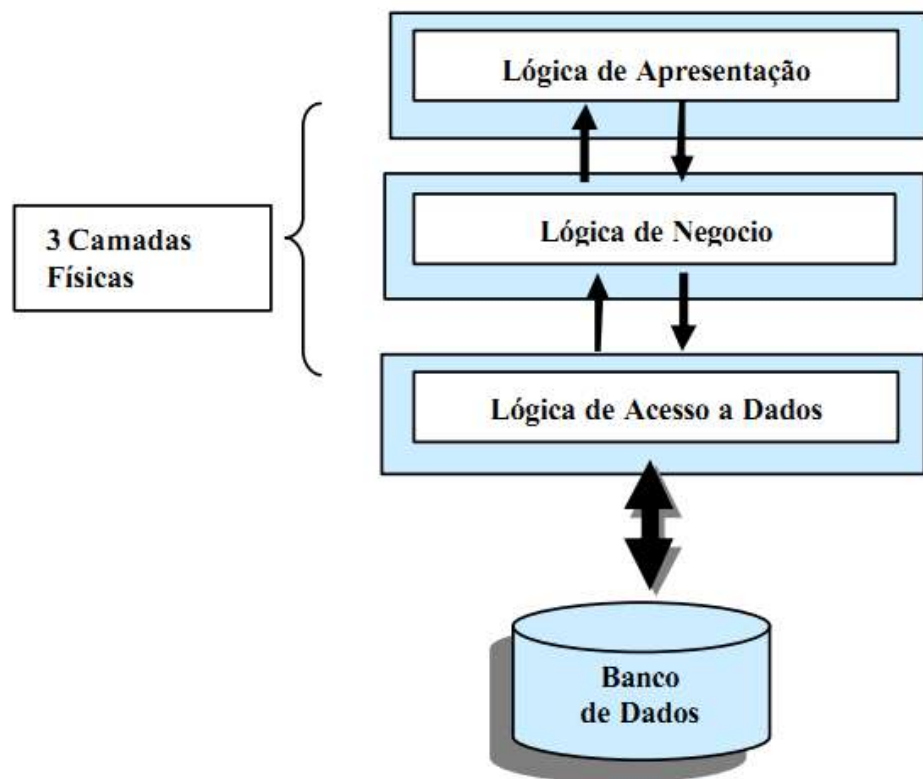 Lógica de Apresentação
3 Camadas
Físicas
Lógica de Negocio
Lógica de Acesso a Dados
Banco
de Dados